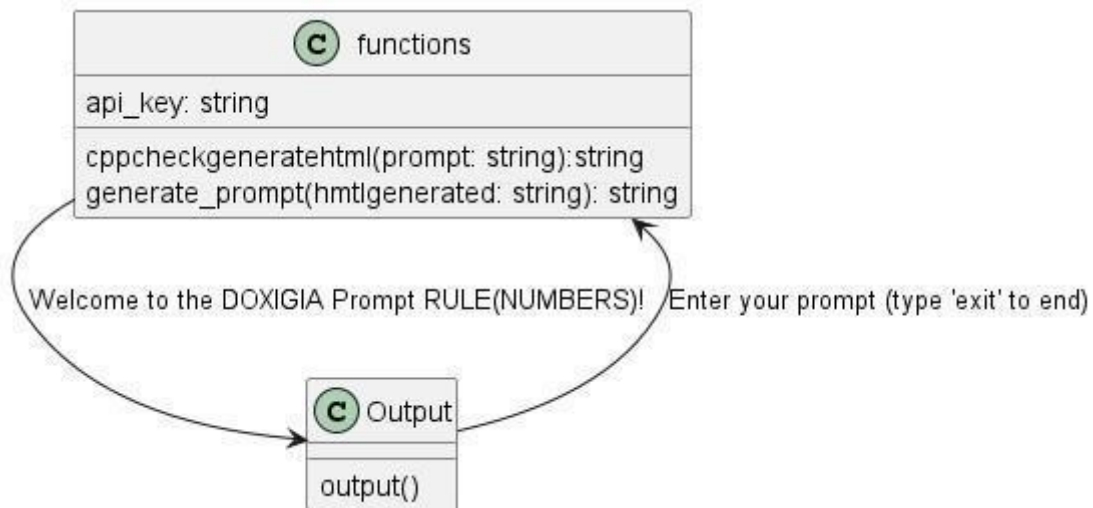 C functions
api_key: string
cppcheckgeneratehtml(prompt: string):string
generate_prompt(hmtlgenerated: string): string
Welcome to the DOXIGIA Prompt RULE(NUMBERS)!
Enter your prompt (type 'exit' to end)
C Output
output()